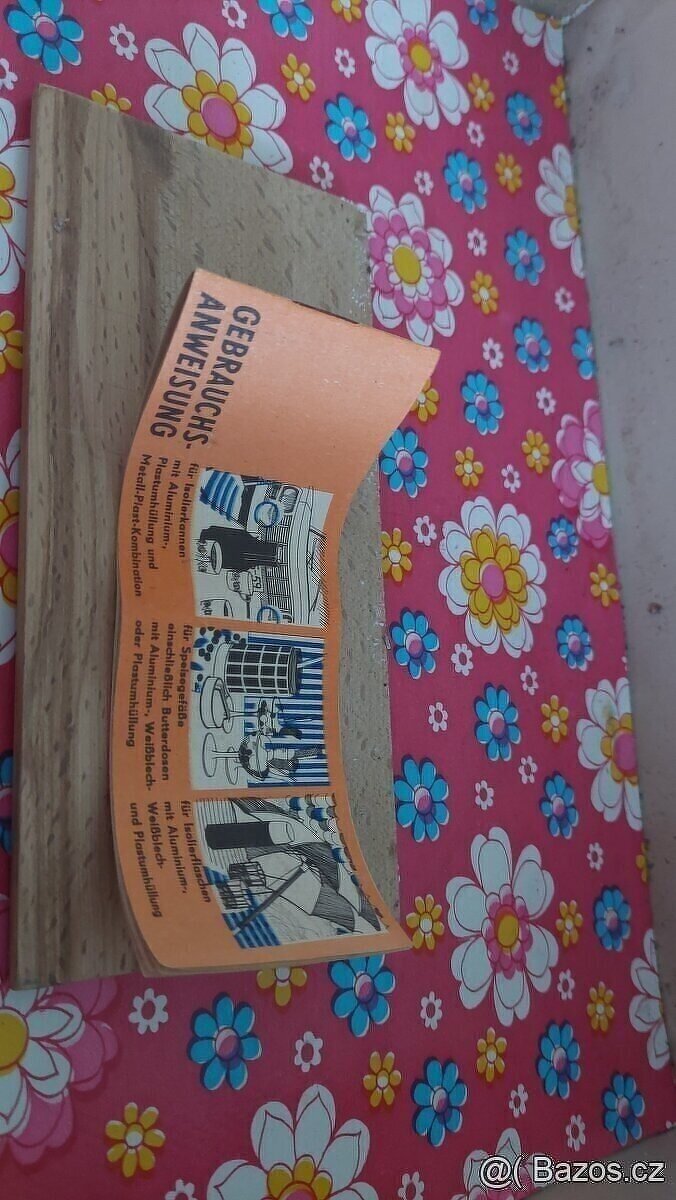 GEBRAUCHS-
ANWEISUNG
für Isolierkannen
mit Aluminium-,
Plastumhüllung und
Metall-Plast-Kombination
für Speisegefäße
einschließlich Butterdosen
mit Aluminium-, Weißblech-
oder Plastumhüllung
für Isolierflaschen
mit Aluminium-,
Weißblech-
und Plastumhüllung
@( Bazos.cz